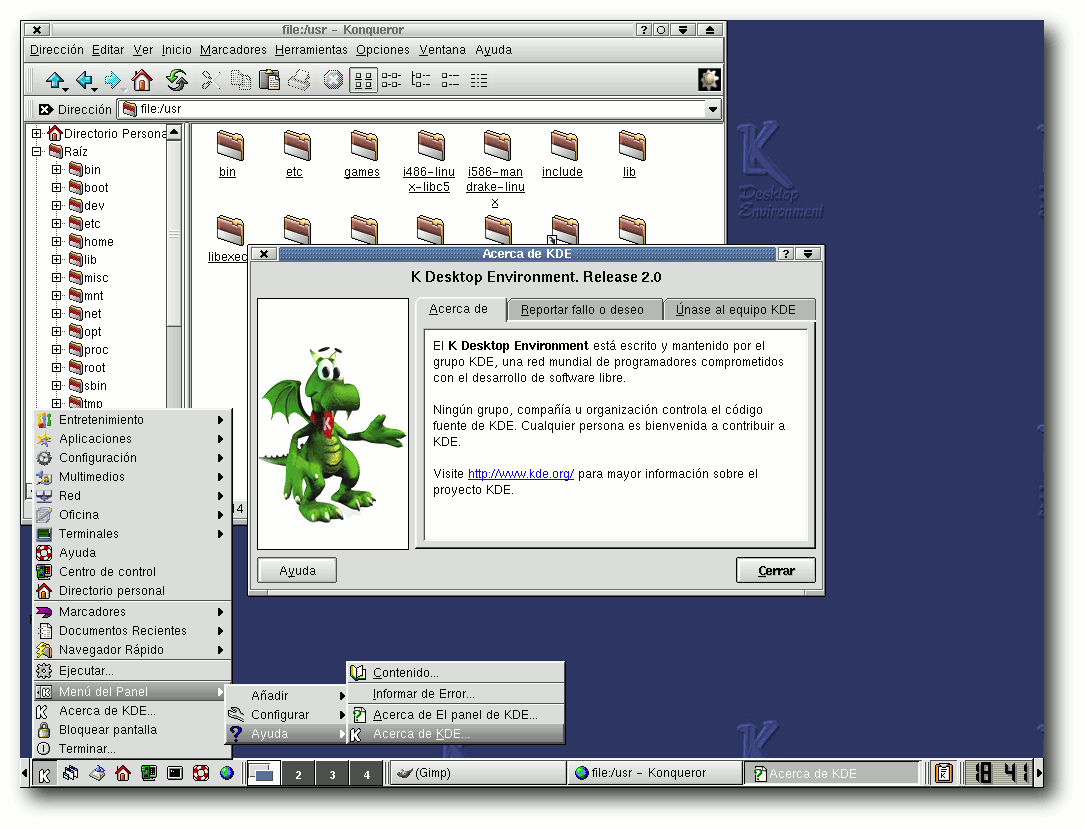 file:/usr - Konqueror
Dirección Editar Ver Inicio Marcadores Herramientas Opciones Ventana Ayuda
Dirección file:/usr
Directorio Persona
Raíz
bin
boot
dev
etc
home
lib
misc
mnt
net
opt
proc
root
sbin
tmp
bin
etc
games
i486-linu
x-libc5
i586-man
drake-linu
x
include
lib
libexec
14
K Desktop
Environment
Acerca de KDE
K Desktop Environment. Release 2.0
Acerca de
Reportar fallo o deseo
Únase al equipo KDE
El K Desktop Environment está escrito y mantenido por el
grupo KDE, una red mundial de programadores comprometidos
con el desarrollo de software libre.
Ningún grupo, compañía u organización controla el código
fuente de KDE. Cualquier persona es bienvenida a contribuir a
KDE.
Visite http://www.kde.org/ para mayor información sobre el
proyecto KDE.
Ayuda
Cerrar
Entretenimiento
Aplicaciones
Configuración
Multimedios
Red
Oficina
Terminales
Ayuda
Centro de control
Directorio personal
Marcadores
Documentos Recientes
Navegador Rápido
Ejecutar...
Menú del Panel
Acerca de KDE...
Bloquear pantalla
Terminar...
Añadir
Configurar
Ayuda
Contenido...
Informar de Error...
Acerca de El panel de KDE...
Acerca de KDE...
2 3 4
(Gimp)
file:/usr - Konqueror
Acerca de KDE
18 41